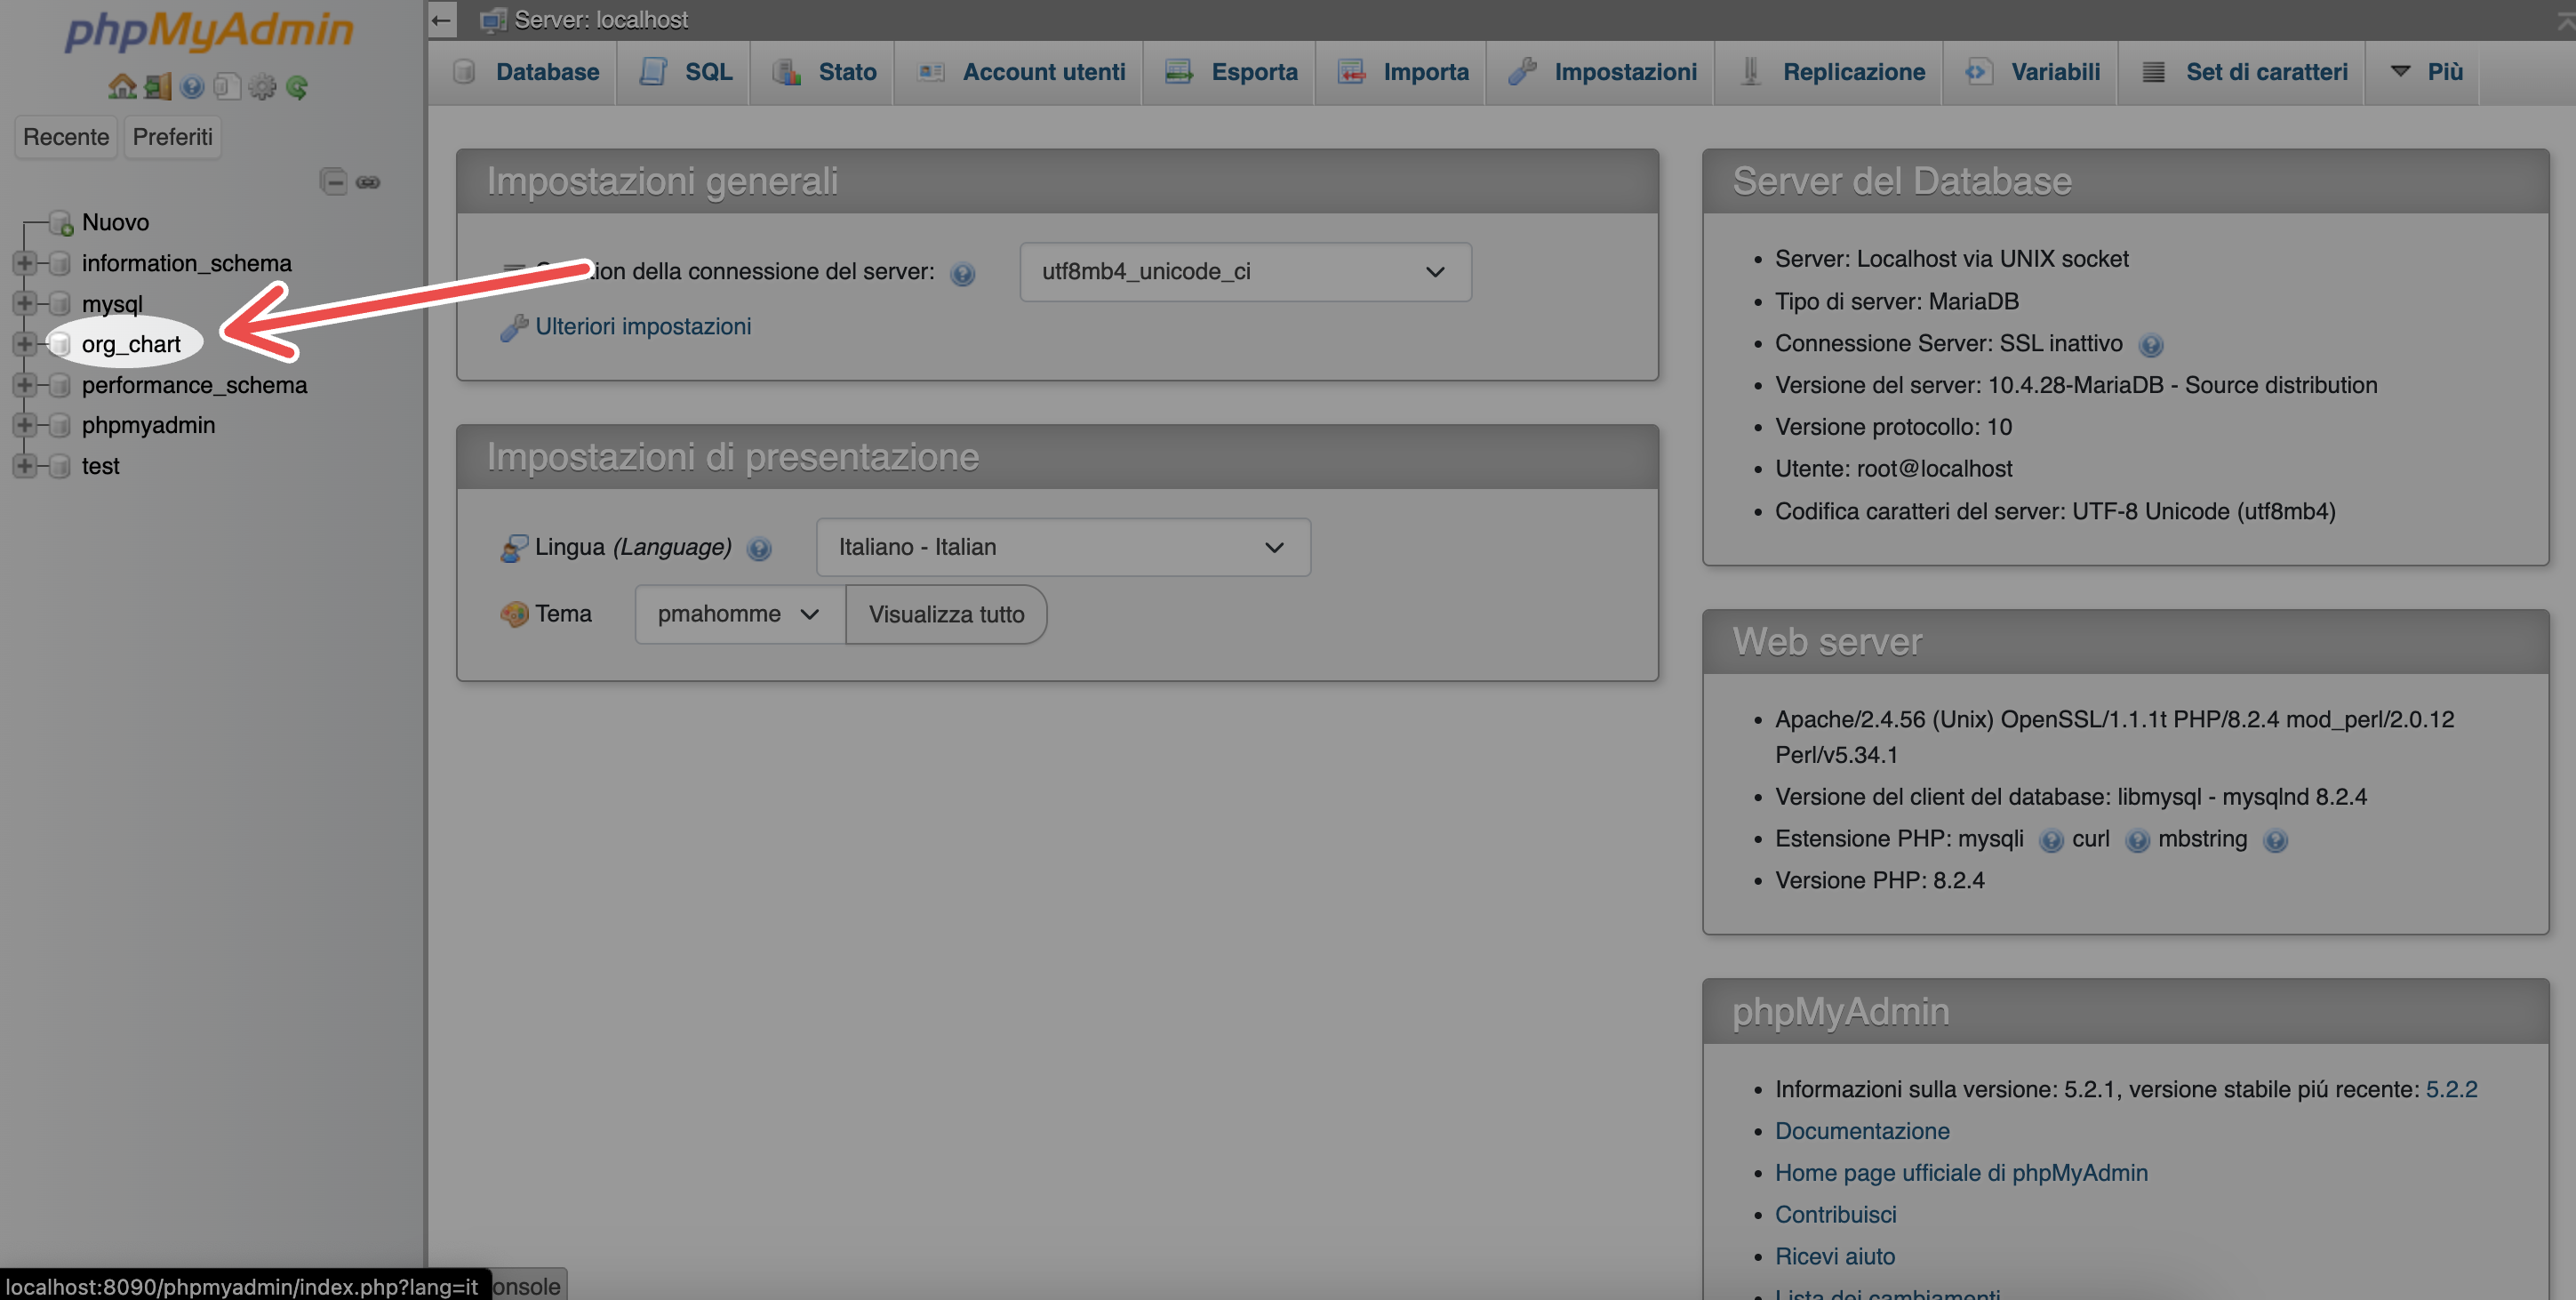 phpMyAdmin
Recente Preferiti
Nuovo
information_schema
mysql
org_chart
performance_schema
phpmyadmin
test
Server: localhost
Database SQL Stato Account utenti Esporta Importa Impostazioni Replicazione Variabili Set di caratteri Più
Impostazioni generali
della connessione del server: utf8mb4_unicode_ci
Ulteriori impostazioni
Impostazioni di presentazione
Lingua (Language) Italiano - Italian
Tema pmahomme Visualizza tutto
Server del Database
Server: Localhost via UNIX socket
Tipo di server: MariaDB
Connessione Server: SSL inattivo
Versione del server: 10.4.28-MariaDB - Source distribution
Versione protocollo: 10
Utente: root@localhost
Codifica caratteri del server: UTF-8 Unicode (utf8mb4)
Web server
Apache/2.4.56 (Unix) OpenSSL/1.1.1t PHP/8.2.4 mod_perl/2.0.12
Perl/v5.34.1
Versione del client del database: libmysql - mysqlnd 8.2.4
Estensione PHP: mysqli curl mbstring
Versione PHP: 8.2.4
phpMyAdmin
Informazioni sulla versione: 5.2.1, versione stabile piú recente: 5.2.2
Documentazione
Home page ufficiale di phpMyAdmin
Contribuisci
Ricevi aiuto
Lista dei cambiamenti
localhost:8090/phpmyadmin/index.php?lang=it onsole